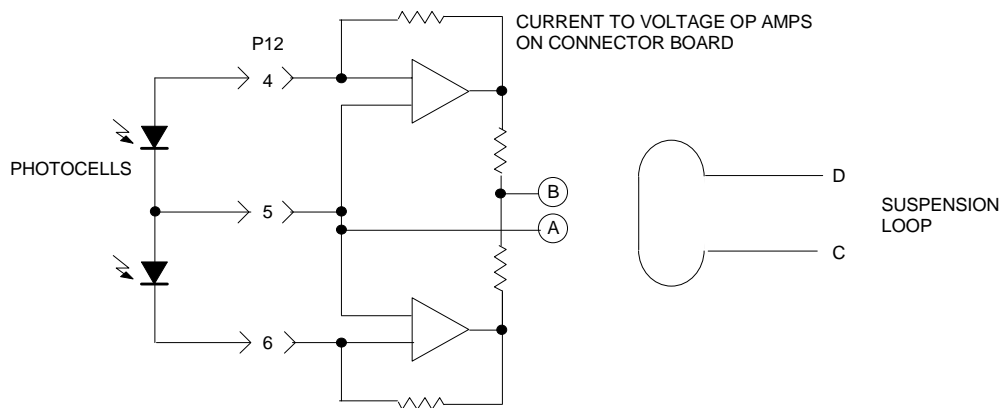 CURRENT TO VOLTAGE OP AMPS
ON CONNECTOR BOARD
P12
4
PHOTOCELLS
5
B
A
D
SUSPENSION
LOOP
C
6